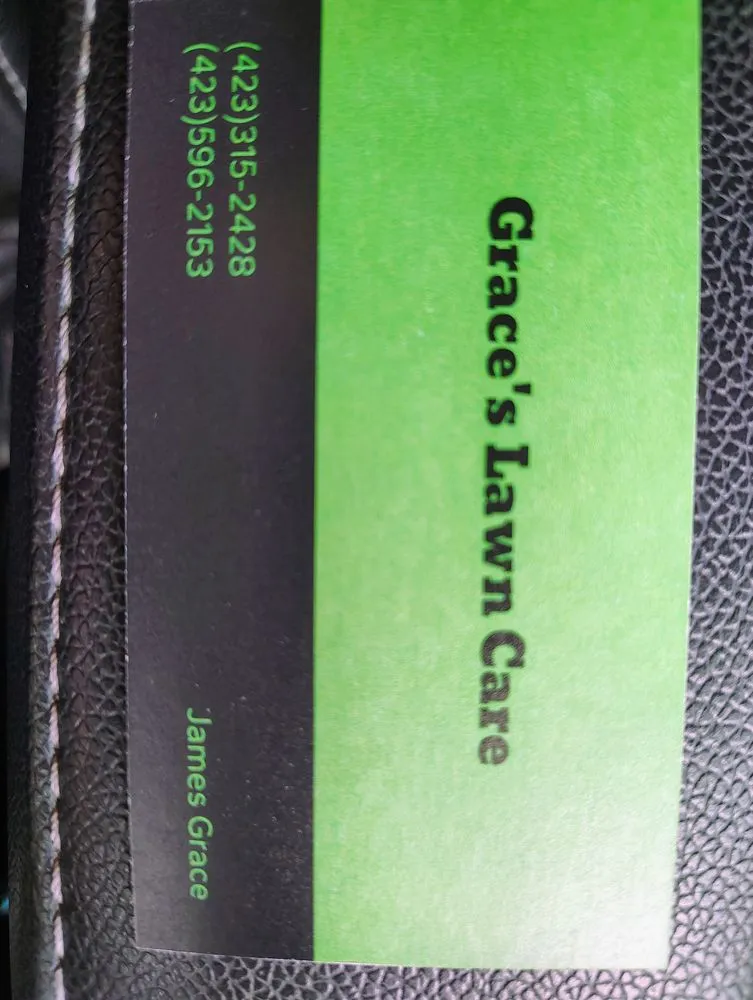 Grace's Lawn Care
(423)315-2428
(423)596-2153
James Grace